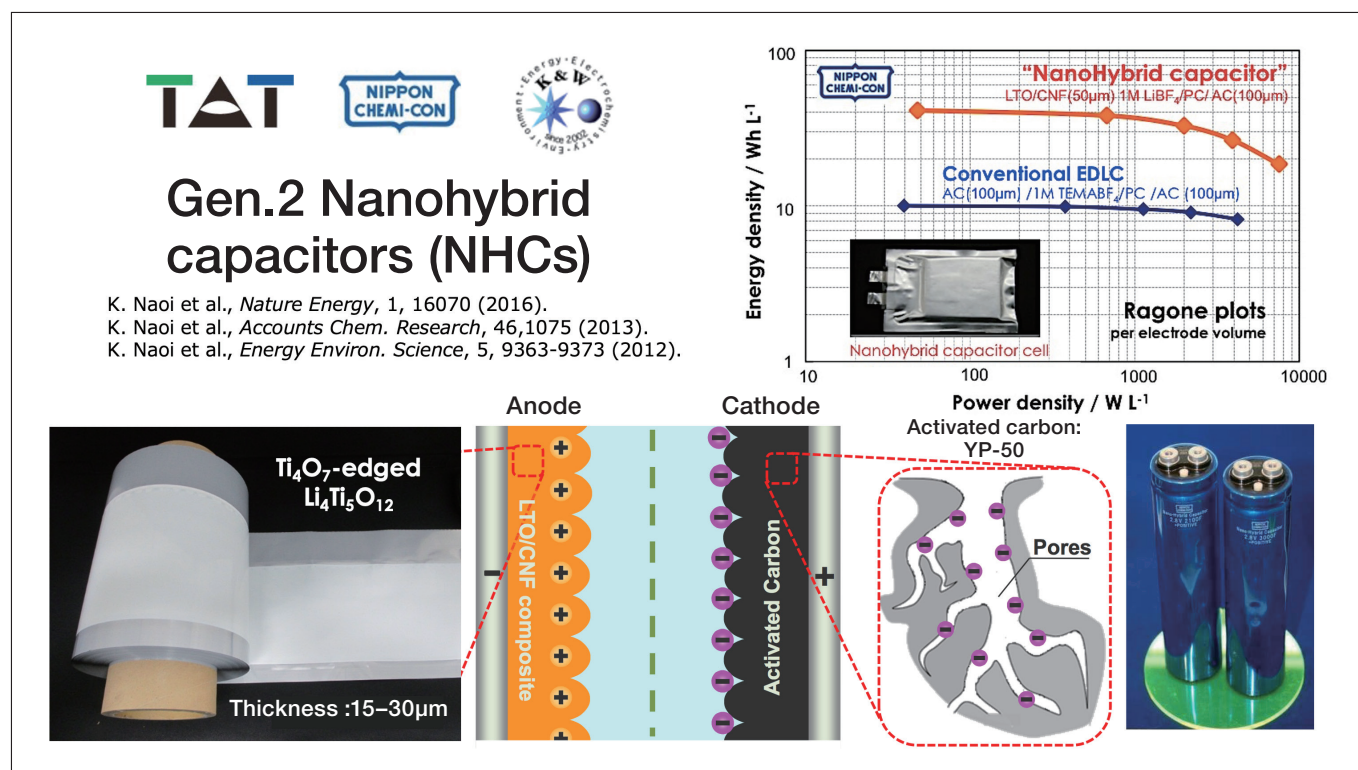 TAT
NIPPON
CHEMI-CON
Environment-Energy-Electrochemistry-
K & W
since 2002
Gen.2 Nanohybrid
capacitors (NHCs)
K. Naoi et al., Nature Energy, 1, 16070 (2016).
K. Naoi et al., Accounts Chem. Research, 46,1075 (2013).
K. Naoi et al., Energy Environ. Science, 5, 9363-9373 (2012).
Energy density / Wh L⁻¹
100
10
1
NIPPON
CHEMI-CON
“NanoHybrid capacitor”
LTO/CNF(50μm) 1M LiBF₄/PC/ AC(100μm)
Conventional EDLC
AC(100μm) /1M TEMABF₄/PC /AC (100μm)
Nanohybrid capacitor cell
Ragone plots
per electrode volume
10
100
1000
10000
Power density / W L⁻¹
Ti₄O₇-edged
Li₄Ti₅O₁₂
Thickness :15–30μm
Anode
Cathode
-
LTO/CNF composite
Activated Carbon
+
Activated carbon:
YP-50
Pores